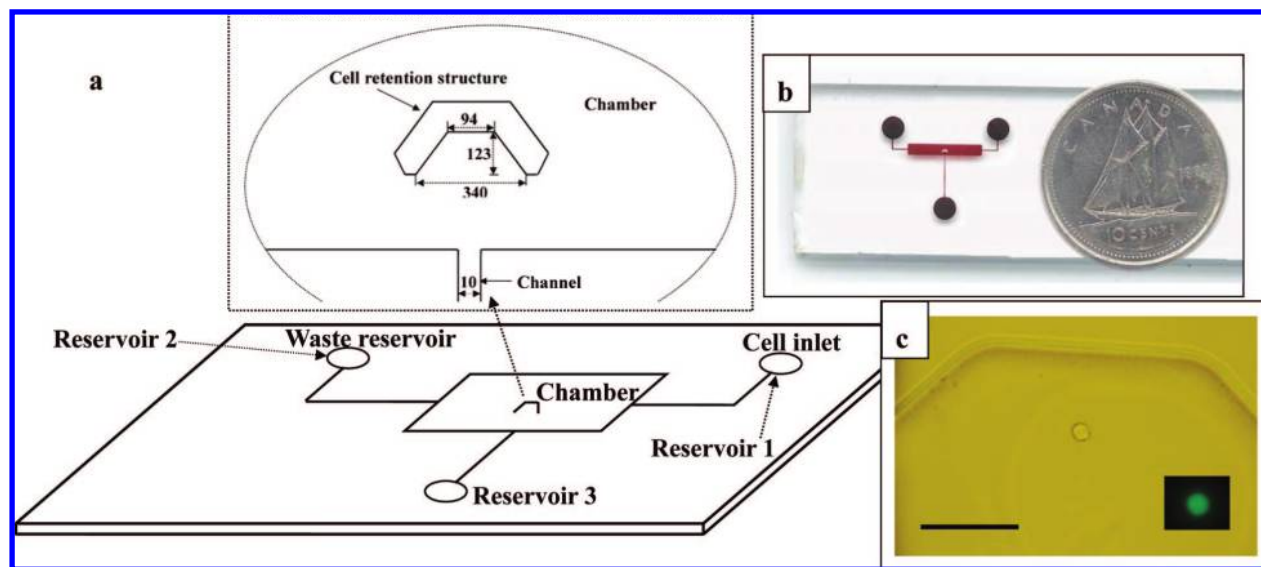 a
Cell retention structure
Chamber
94
123
340
10
Channel
b
CANADA
10 CENTS
Reservoir 2
Waste reservoir
Cell inlet
Chamber
Reservoir 1
Reservoir 3
c